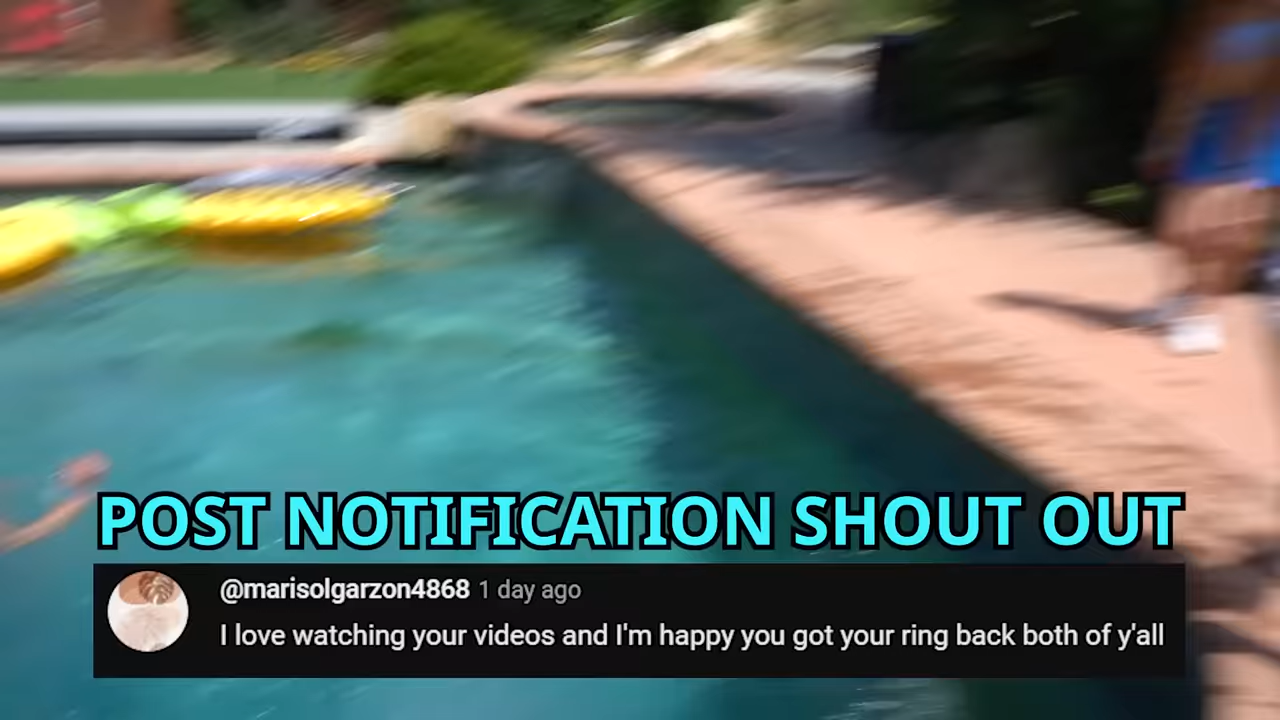 POST NOTIFICATION SHOUT OUT
@marisolgarzon4868 1 day ago
I love watching your videos and I'm happy you got your ring back both of y'all